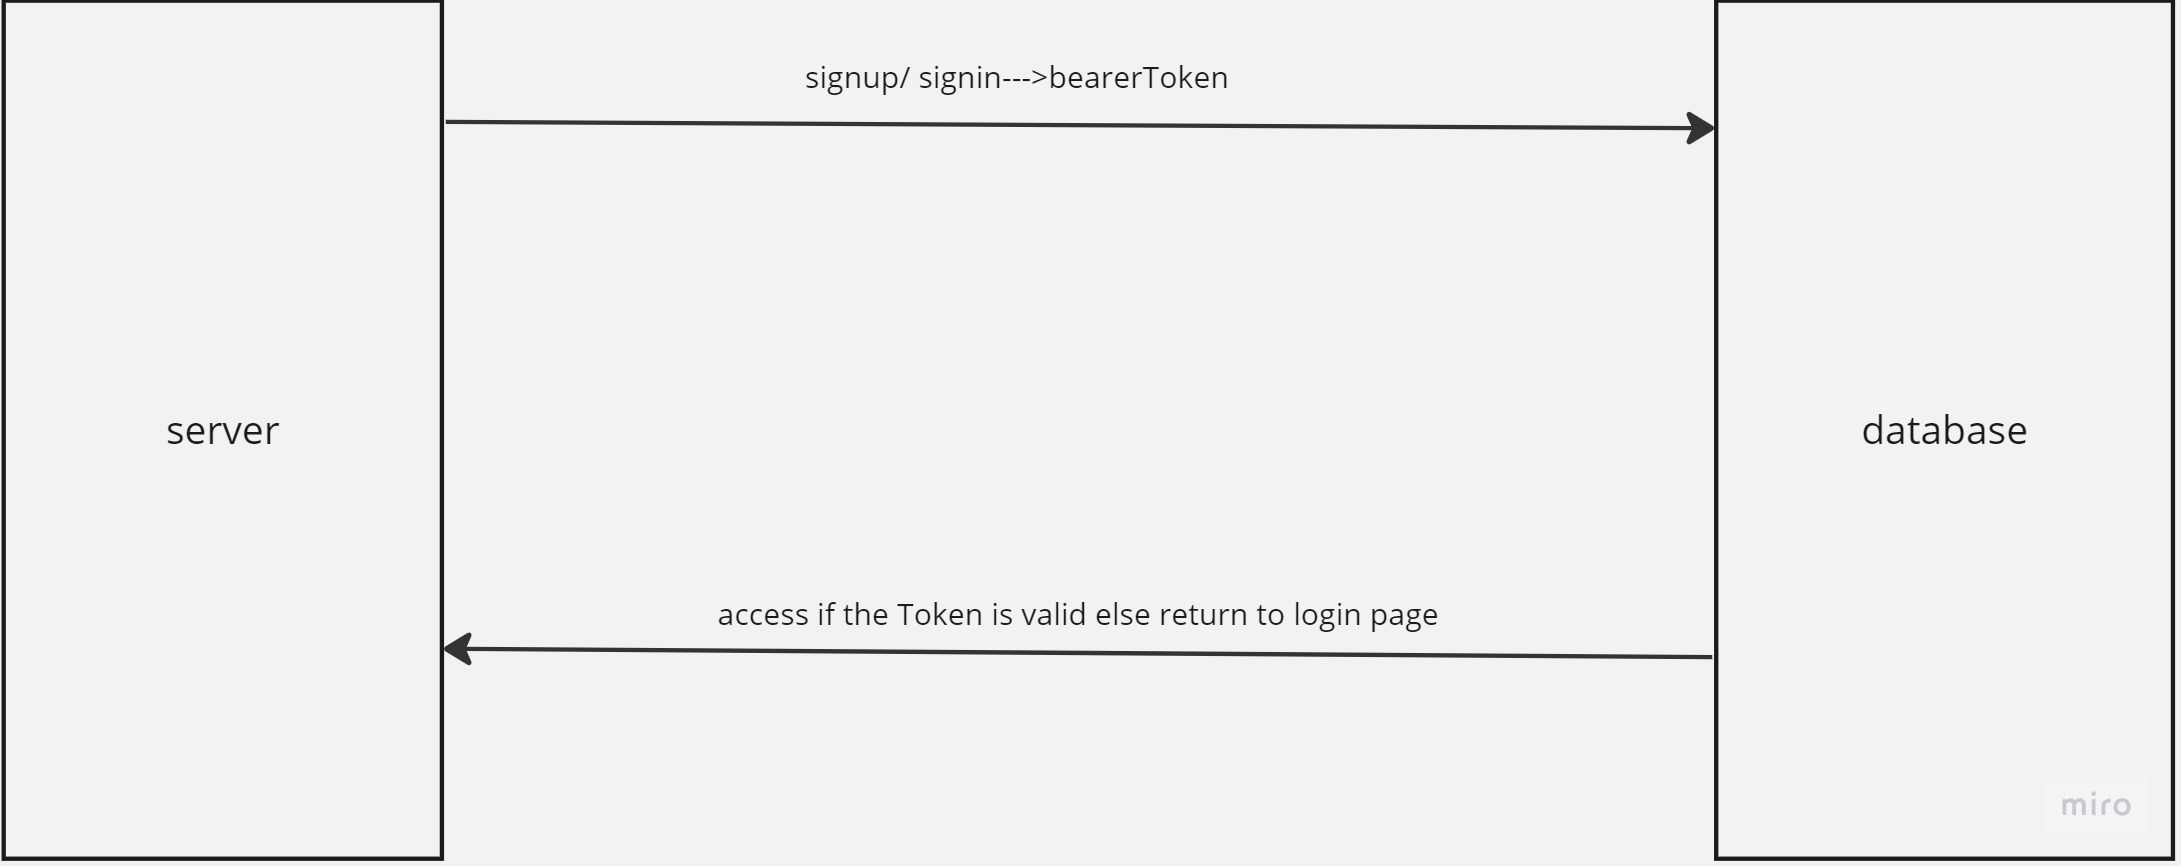 signup/ signin--->bearerToken
server
database
access if the Token is valid else return to login page
miro